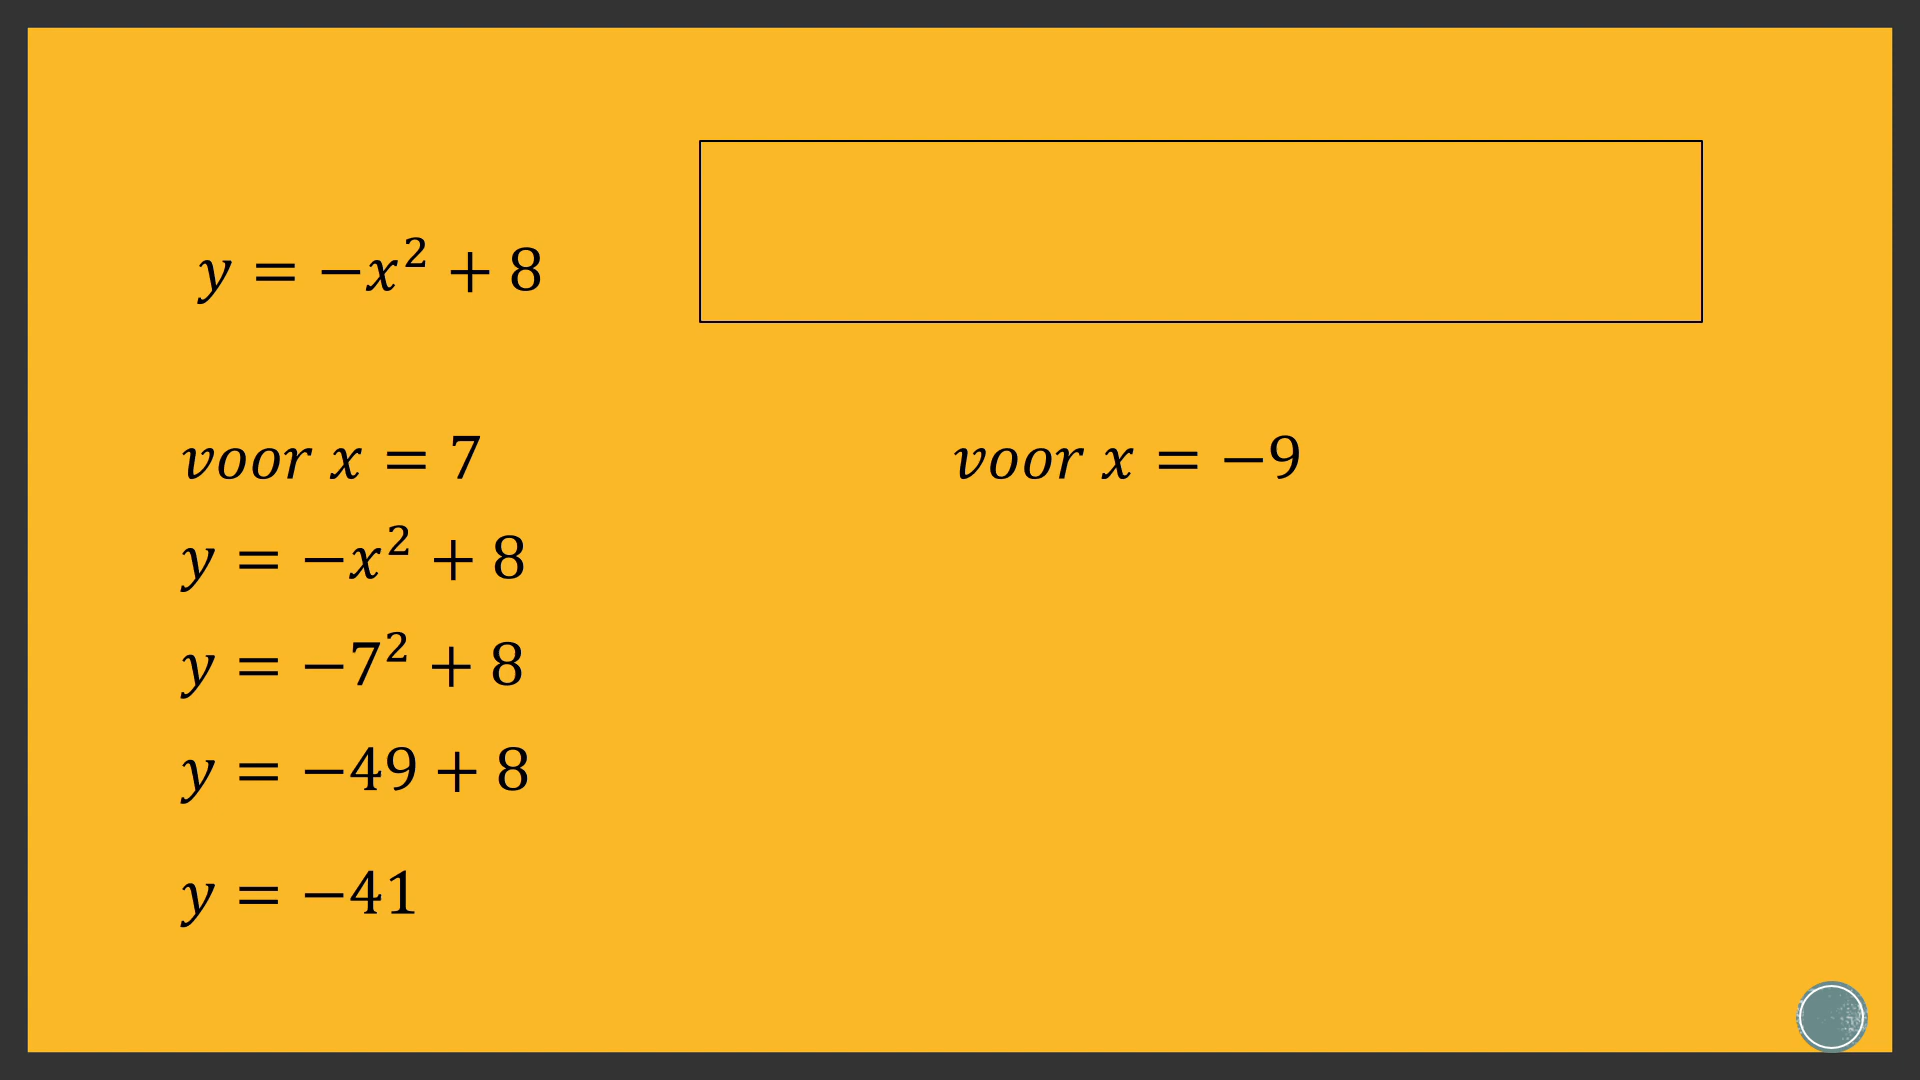 y = −x² + 8
voor x = 7
y = −x² + 8
y = −7² + 8
y = −49 + 8
y = −41
voor x = −9